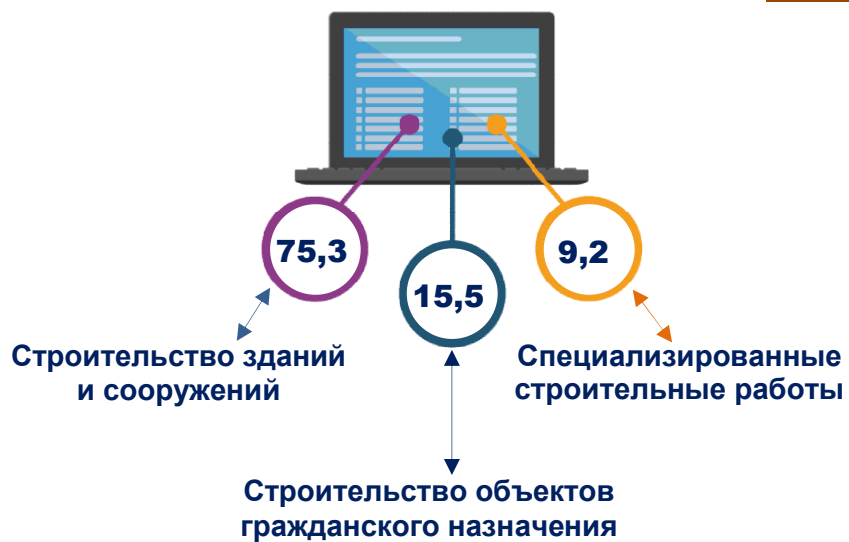 75,3
15,5
9,2
Строительство зданий
и сооружений
Специализированные
строительные работы
Строительство объектов
гражданского назначения